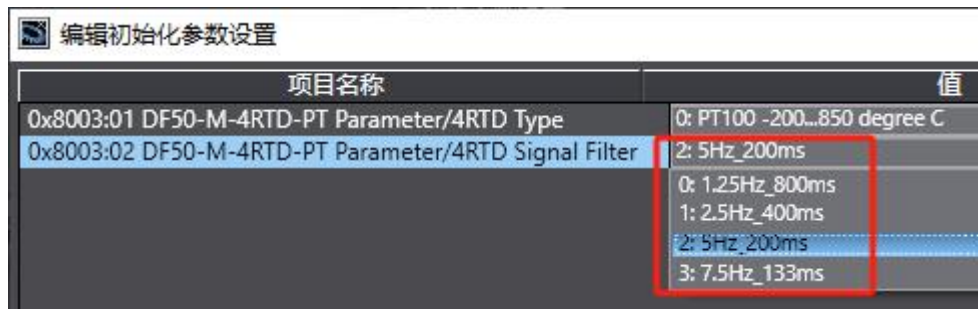 编辑初始化参数设置
项目名称 值
0x8003:01 DF50-M-4RTD-PT Parameter/4RTD Type 0: PT100 -200...850 degree C
0x8003:02 DF50-M-4RTD-PT Parameter/4RTD Signal Filter 2: 5Hz_200ms
0: 1.25Hz_800ms
1: 2.5Hz_400ms
2: 5Hz_200ms
3: 7.5Hz_133ms